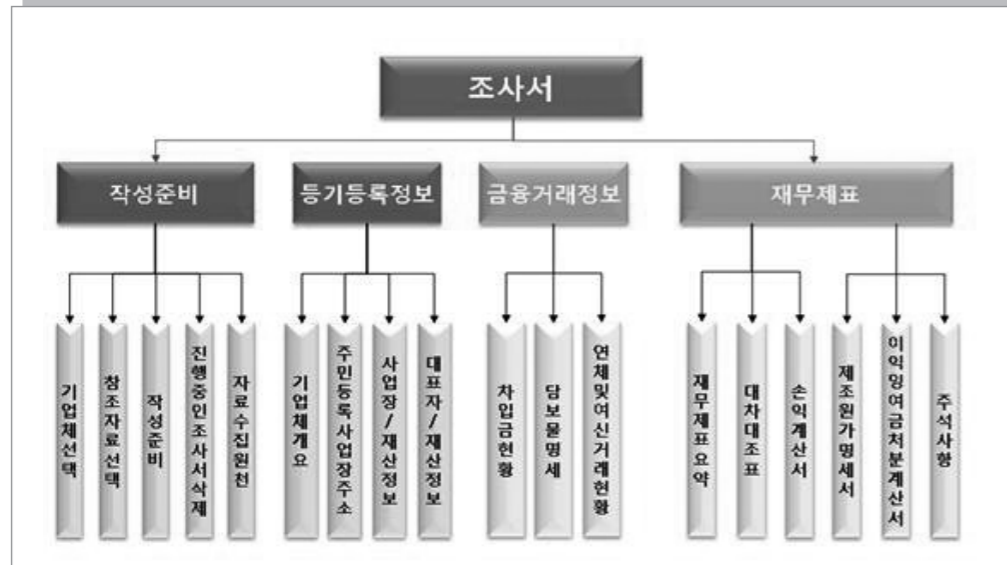 조사서
작성준비
등기등록정보
금융거래정보
재무제표
기업체선택
참조자료선택
작성준비
진행중인조사서삭제
자료수집원천
기업체개요
주민등록사업장주소
사업장/재산정보
대표자/재산정보
차입금현황
담보물명세
연체및여신거래현황
재무제표요약
대차대조표
손익계산서
제조원가명세서
이익잉여금처분계산서
주석사항